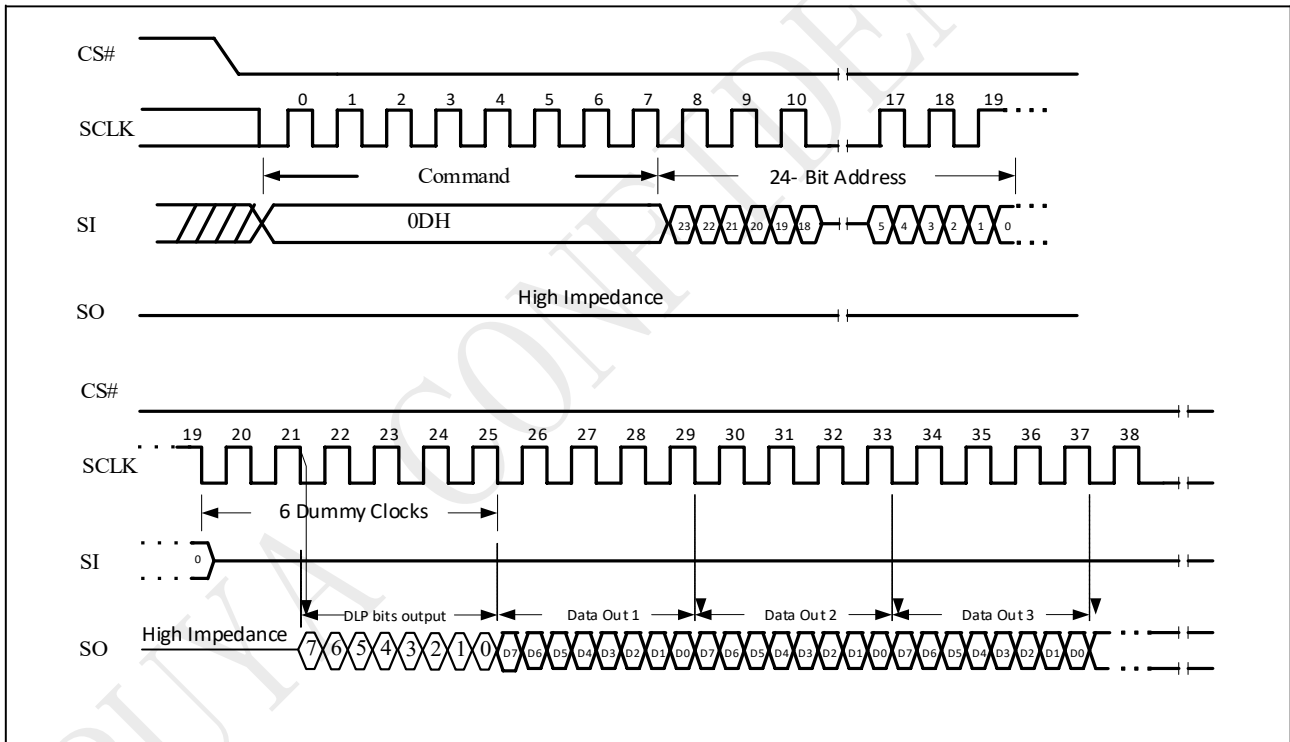 CS#
0 1 2 3 4 5 6 7 8 9 10 17 18 19
SCLK
Command 24- Bit Address
SI 0DH 23 22 21 20 19 18 5 4 3 2 1 0
High Impedance
SO
CS#
19 20 21 22 23 24 25 26 27 28 29 30 31 32 33 34 35 36 37 38
SCLK
6 Dummy Clocks
SI 0
DLP bits output Data Out 1 Data Out 2 Data Out 3
High Impedance
SO 7 6 5 4 3 2 1 0 D7 D6 D5 D4 D3 D2 D1 D0 D7 D6 D5 D4 D3 D2 D1 D0 D7 D6 D5 D4 D3 D2 D1 D0
PUYA CONFIDEN